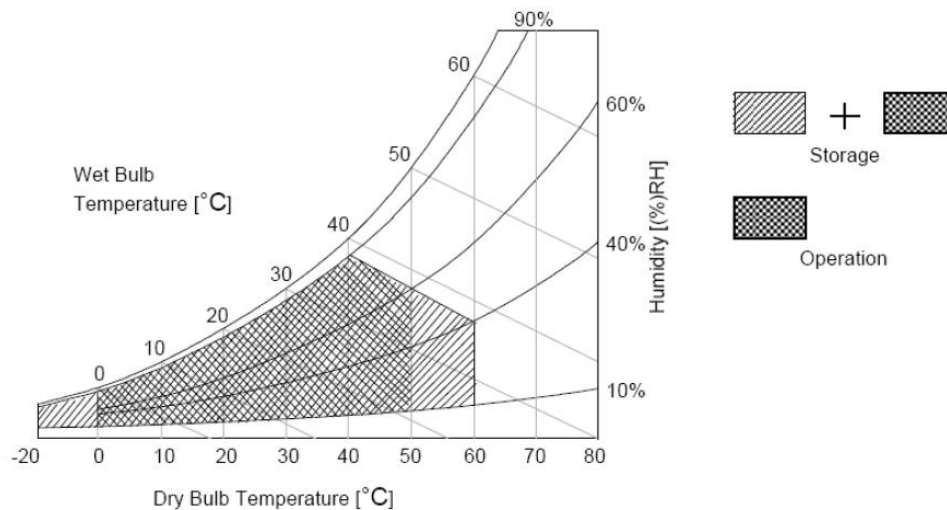 90%
60
60%
50
Wet Bulb
Temperature [°C]
40
40%
30
20
10
0
10%
Humidity [(%)RH]
-20 0 10 20 30 40 50 60 70 80
Dry Bulb Temperature [°C]
+
Storage
Operation